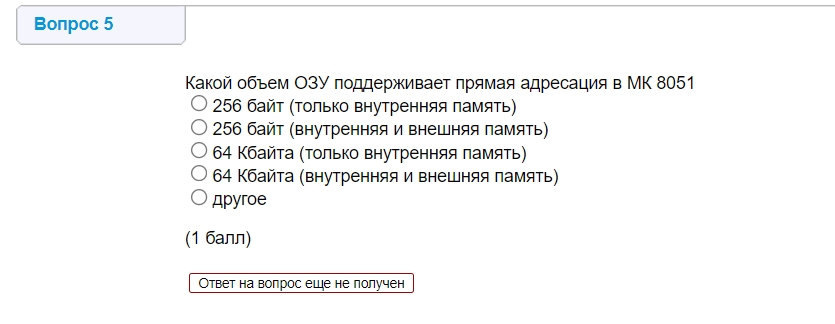 Вопрос 5
Какой объем ОЗУ поддерживает прямая адресация в МК 8051
256 байт (только внутренняя память)
256 байт (внутренняя и внешняя память)
64 Кбайта (только внутренняя память)
64 Кбайта (внутренняя и внешняя память)
другое
(1 балл)
Ответ на вопрос еще не получен